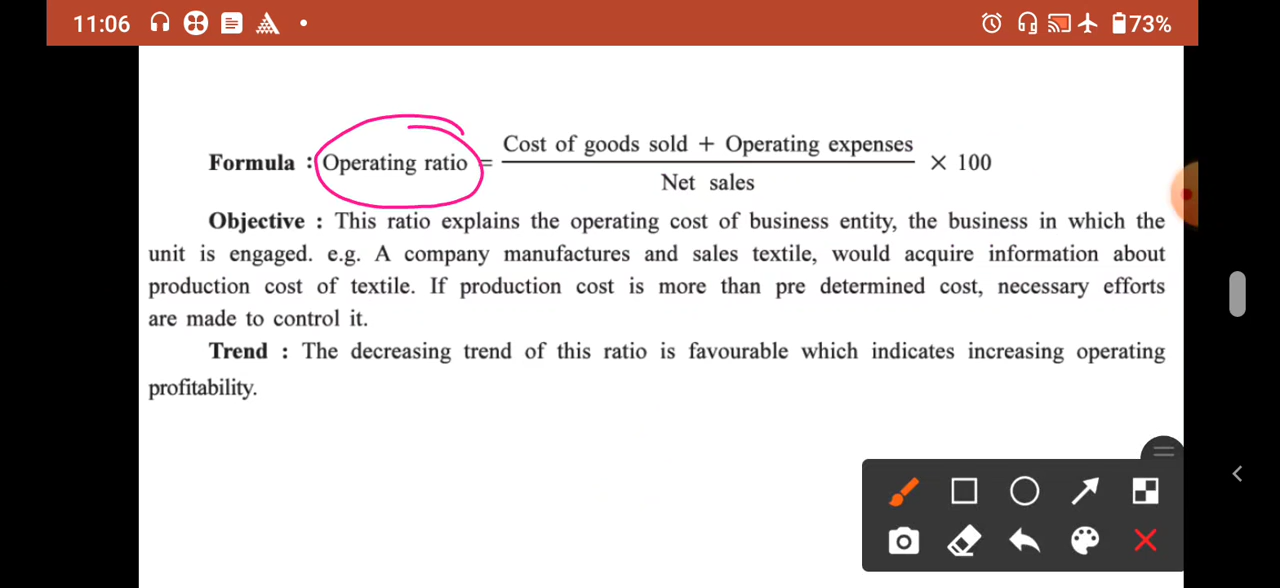 11:06
73%
Cost of goods sold + Operating expenses
Formula : Operating ratio = × 100
Net sales
Objective : This ratio explains the operating cost of business entity, the business in which the
unit is engaged. e.g. A company manufactures and sales textile, would acquire information about
production cost of textile. If production cost is more than pre determined cost, necessary efforts
are made to control it.
Trend : The decreasing trend of this ratio is favourable which indicates increasing operating
profitability.